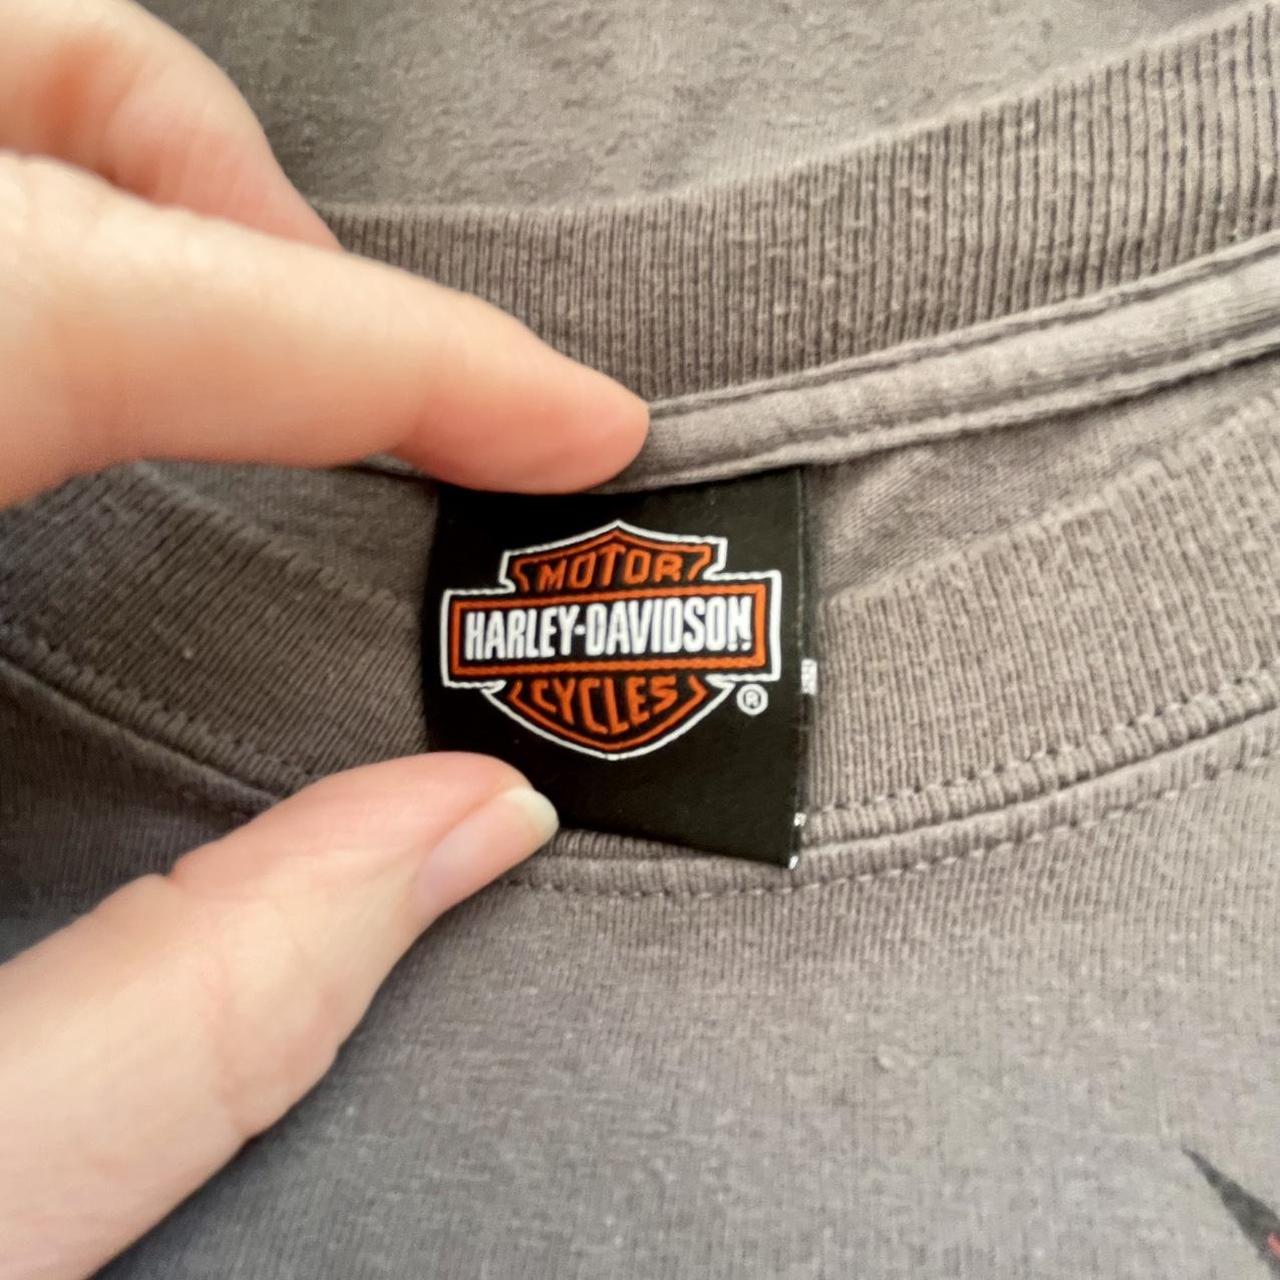 MOTOR
HARLEY-DAVIDSON
CYCLES
®